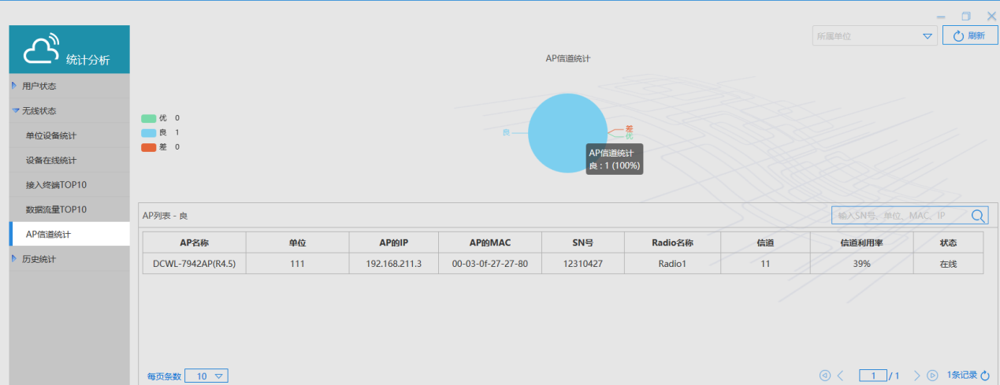 统计分析
用户状态
无线状态
单位设备统计
设备在线统计
接入终端TOP10
数据流量TOP10
AP信道统计
历史统计
所属单位
刷新
AP信道统计
优 0
良 1
差 0
良
差
优
AP信道统计
良 : 1 (100%)
AP列表 - 良
输入SN号、单位、MAC、IP
AP名称 单位 AP的IP AP的MAC SN号 Radio名称 信道 信道利用率 状态
DCWL-7942AP(R4.5) 111 192.168.211.3 00-03-0f-27-27-80 12310427 Radio1 11 39% 在线
每页条数 10
1 / 1 1条记录